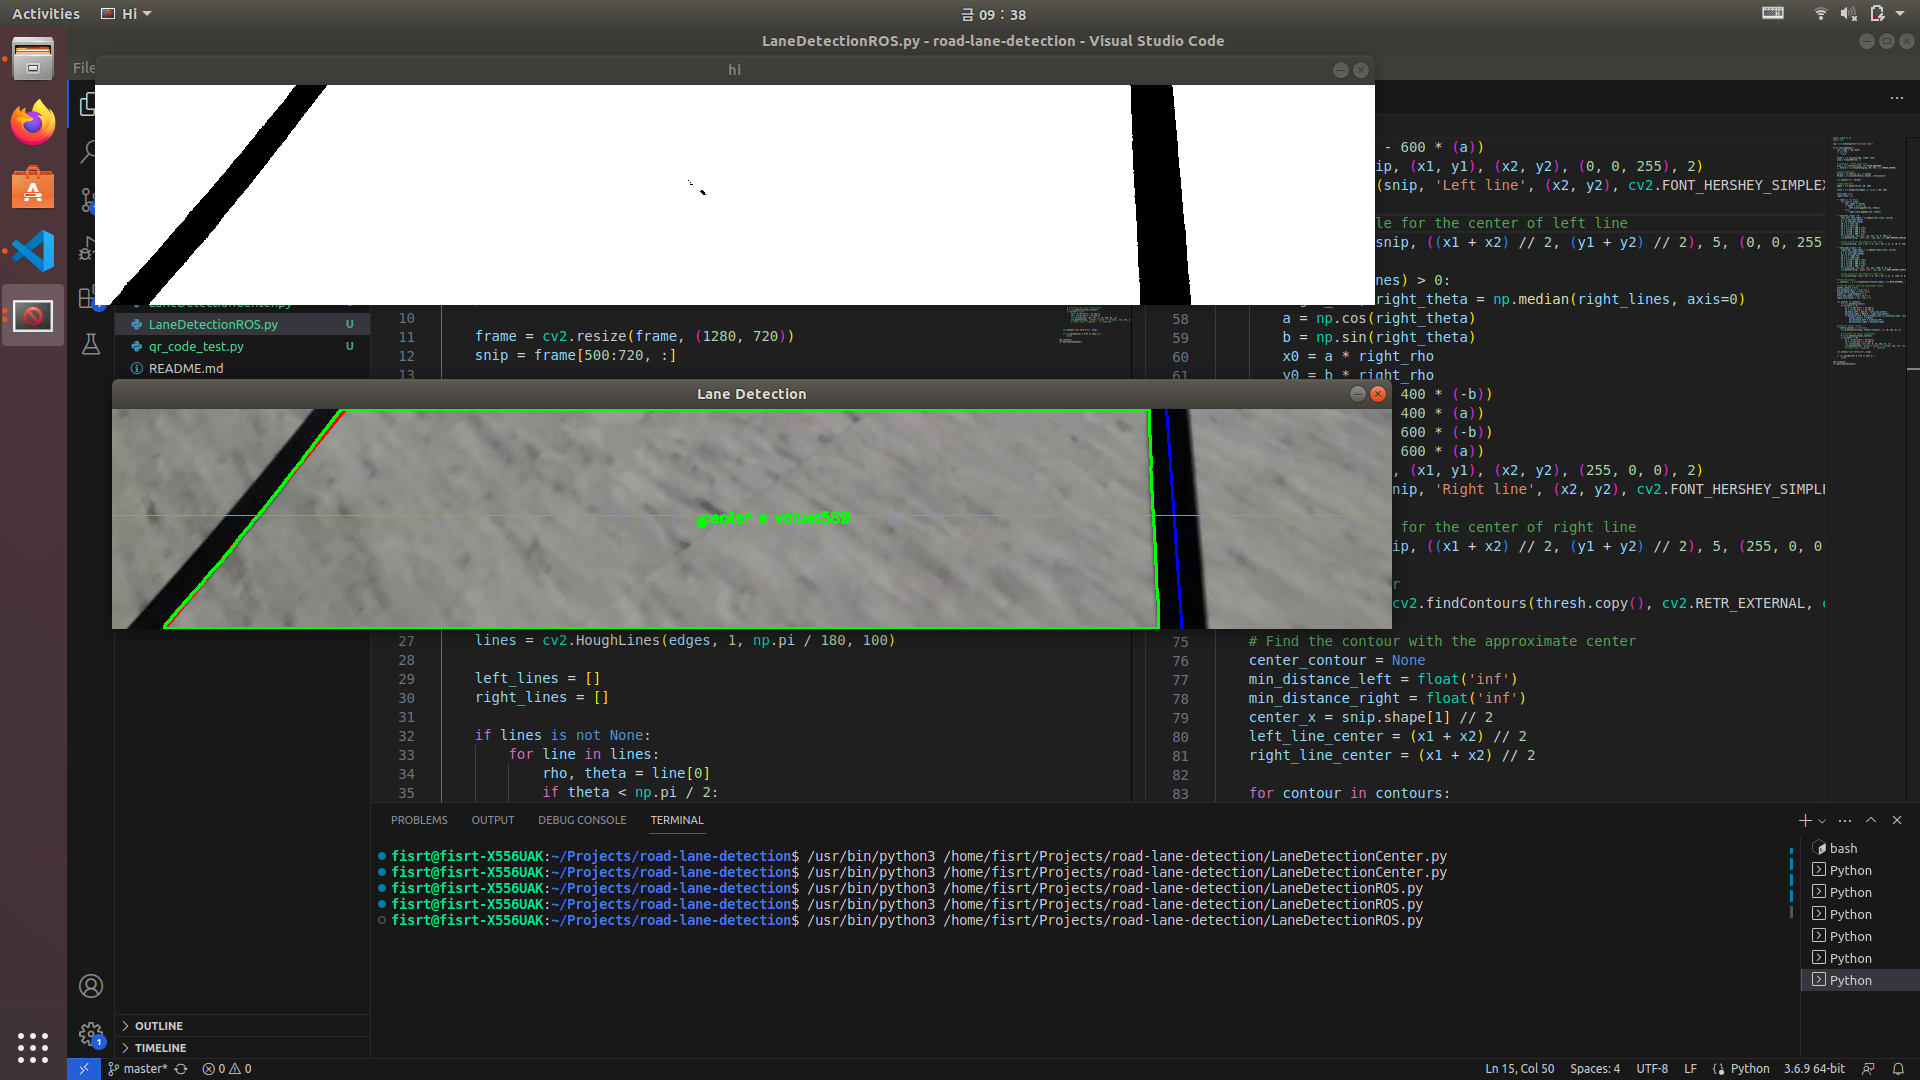 Activities
Hi
금 09 : 38
LaneDetectionROS.py - road-lane-detection - Visual Studio Code
File
hi
- 600 * (a))
ip, (x1, y1), (x2, y2), (0, 0, 255), 2)
(snip, 'Left line', (x2, y2), cv2.FONT_HERSHEY_SIMPLEX
le for the center of left line
snip, ((x1 + x2) // 2, (y1 + y2) // 2), 5, (0, 0, 255
nes) > 0:
right_theta = np.median(right_lines, axis=0)
LaneDetectionCenter.py
LaneDetectionROS.py U
qr_code_test.py U
README.md
10
11 frame = cv2.resize(frame, (1280, 720))
12 snip = frame[500:720, :]
13
58 a = np.cos(right_theta)
59 b = np.sin(right_theta)
60 x0 = a * right_rho
61 y0 = b * right_rho
400 * (-b))
400 * (a))
600 * (-b))
600 * (a))
, (x1, y1), (x2, y2), (255, 0, 0), 2)
nip, 'Right line', (x2, y2), cv2.FONT_HERSHEY_SIMPLE
for the center of right line
ip, ((x1 + x2) // 2, (y1 + y2) // 2), 5, (255, 0, 0
r
cv2.findContours(thresh.copy(), cv2.RETR_EXTERNAL, c
Lane Detection
center x value:589
27 lines = cv2.HoughLines(edges, 1, np.pi / 180, 100)
28
29 left_lines = []
30 right_lines = []
31
32 if lines is not None:
33 for line in lines:
34 rho, theta = line[0]
35 if theta < np.pi / 2:
75 # Find the contour with the approximate center
76 center_contour = None
77 min_distance_left = float('inf')
78 min_distance_right = float('inf')
79 center_x = snip.shape[1] // 2
80 left_line_center = (x1 + x2) // 2
81 right_line_center = (x1 + x2) // 2
82
83 for contour in contours:
PROBLEMS OUTPUT DEBUG CONSOLE TERMINAL
fisrt@fisrt-X556UAK:~/Projects/road-lane-detection$ /usr/bin/python3 /home/fisrt/Projects/road-lane-detection/LaneDetectionCenter.py
fisrt@fisrt-X556UAK:~/Projects/road-lane-detection$ /usr/bin/python3 /home/fisrt/Projects/road-lane-detection/LaneDetectionCenter.py
fisrt@fisrt-X556UAK:~/Projects/road-lane-detection$ /usr/bin/python3 /home/fisrt/Projects/road-lane-detection/LaneDetectionROS.py
fisrt@fisrt-X556UAK:~/Projects/road-lane-detection$ /usr/bin/python3 /home/fisrt/Projects/road-lane-detection/LaneDetectionROS.py
fisrt@fisrt-X556UAK:~/Projects/road-lane-detection$ /usr/bin/python3 /home/fisrt/Projects/road-lane-detection/LaneDetectionROS.py
bash
Python
Python
Python
Python
Python
Python
OUTLINE
TIMELINE
1
master* 0 0
Ln 15, Col 50 Spaces: 4 UTF-8 LF Python 3.6.9 64-bit